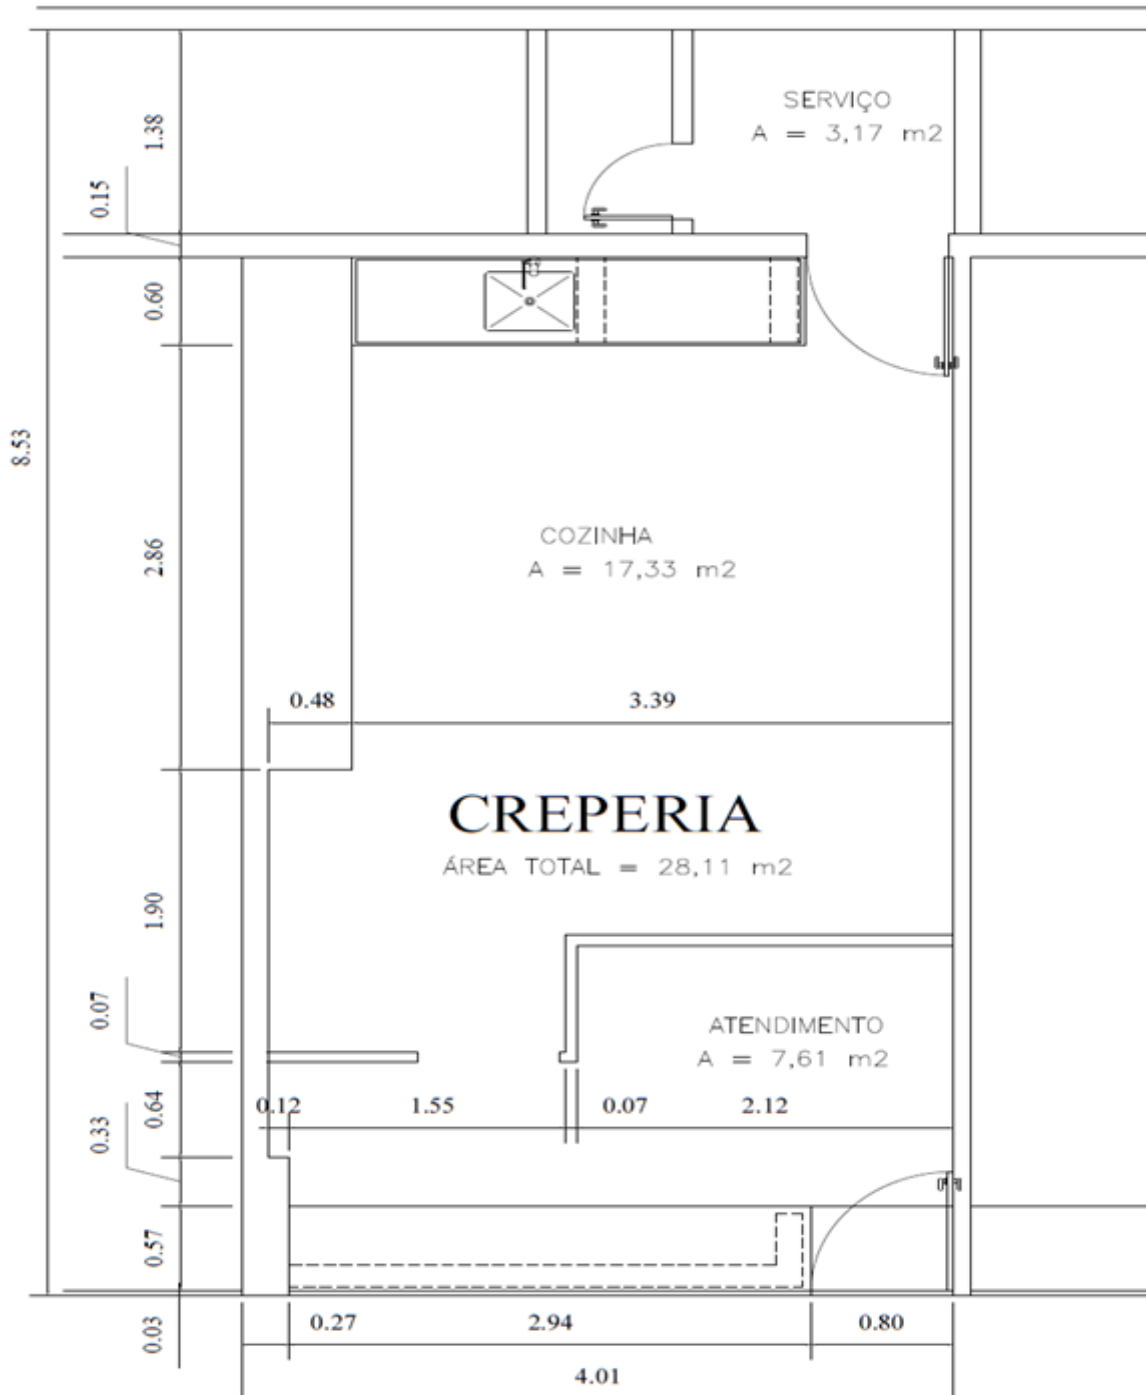 SERVIÇO
A = 3,17 m2
1.38
0.15
0.60
8.53
2.86
COZINHA
A = 17,33 m2
0.48
3.39
CREPERIA
ÁREA TOTAL = 28,11 m2
1.90
0.07
ATENDIMENTO
A = 7,61 m2
0.12
1.55
0.07
2.12
0.64
0.33
0.57
0.03
0.27
2.94
0.80
4.01